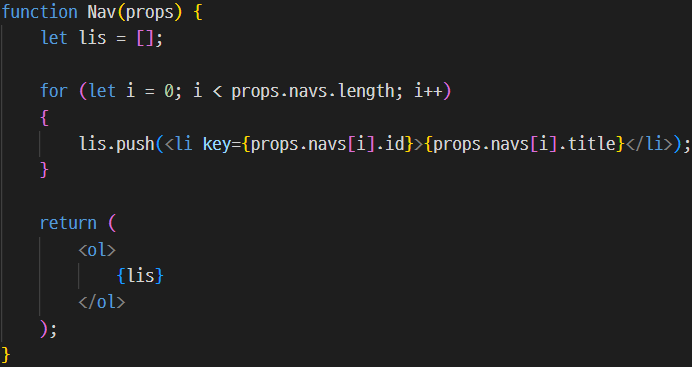 function Nav(props) {
    let lis = [];

    for (let i = 0; i < props.navs.length; i++)
    {
        lis.push(<li key={props.navs[i].id}>{props.navs[i].title}</li>);
    }

    return (
        <ol>
            {lis}
        </ol>
    );
}